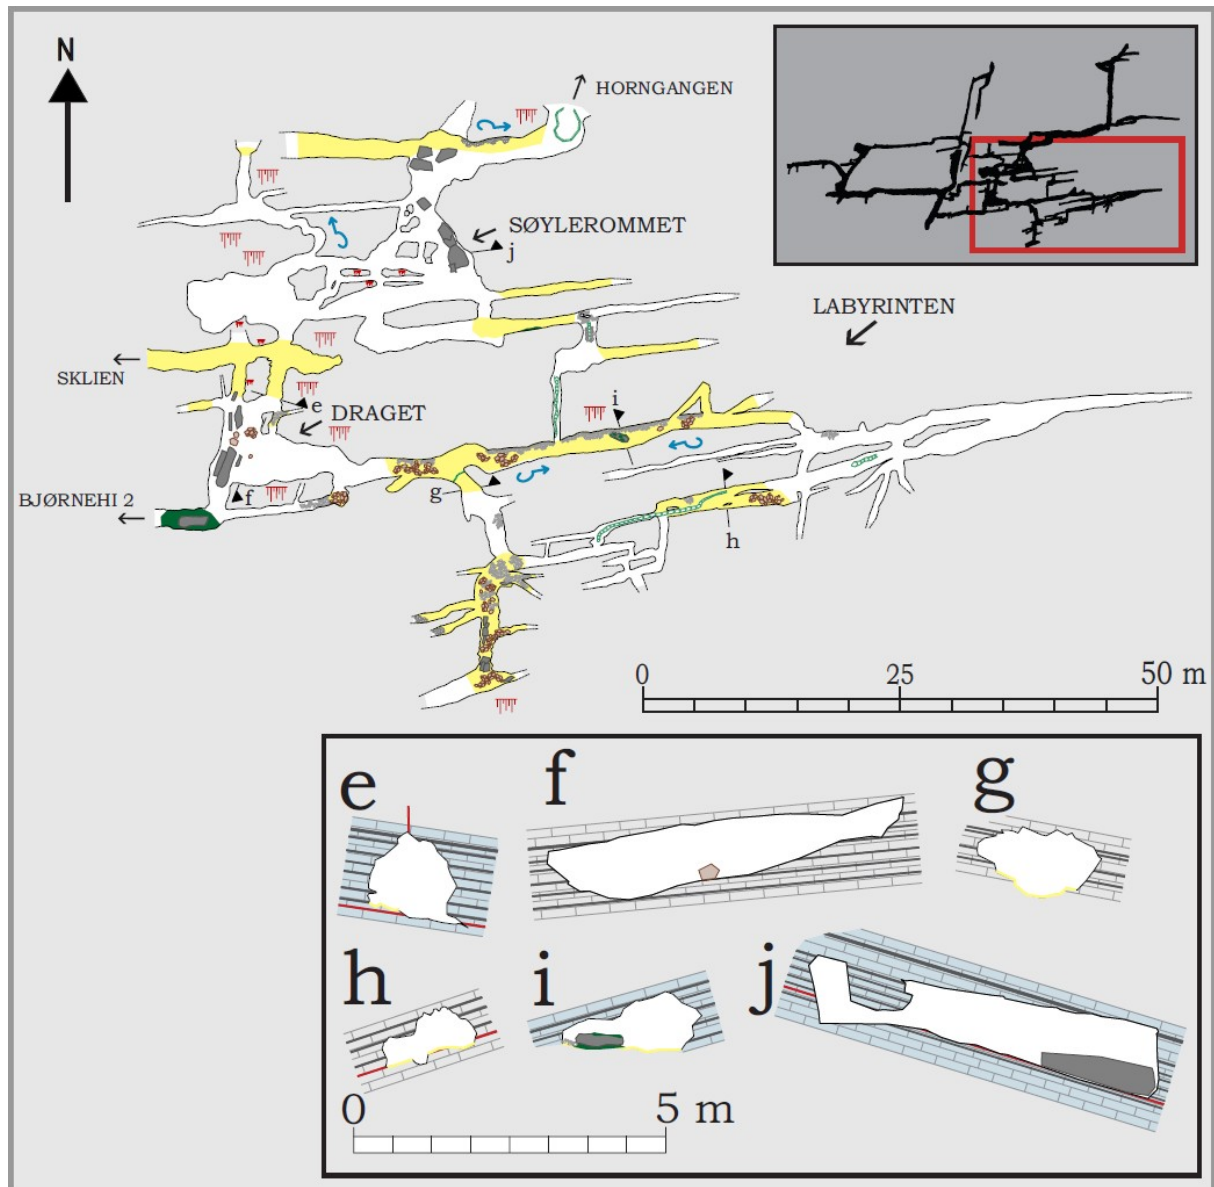 N
HORNGANGEN
SØYLEROMMET
j
LABYRINTEN
SKLIEN
e
DRAGET
i
g
f
BJØRNEHI 2
h
0 25 50 m
e f g
h i j
0 5 m